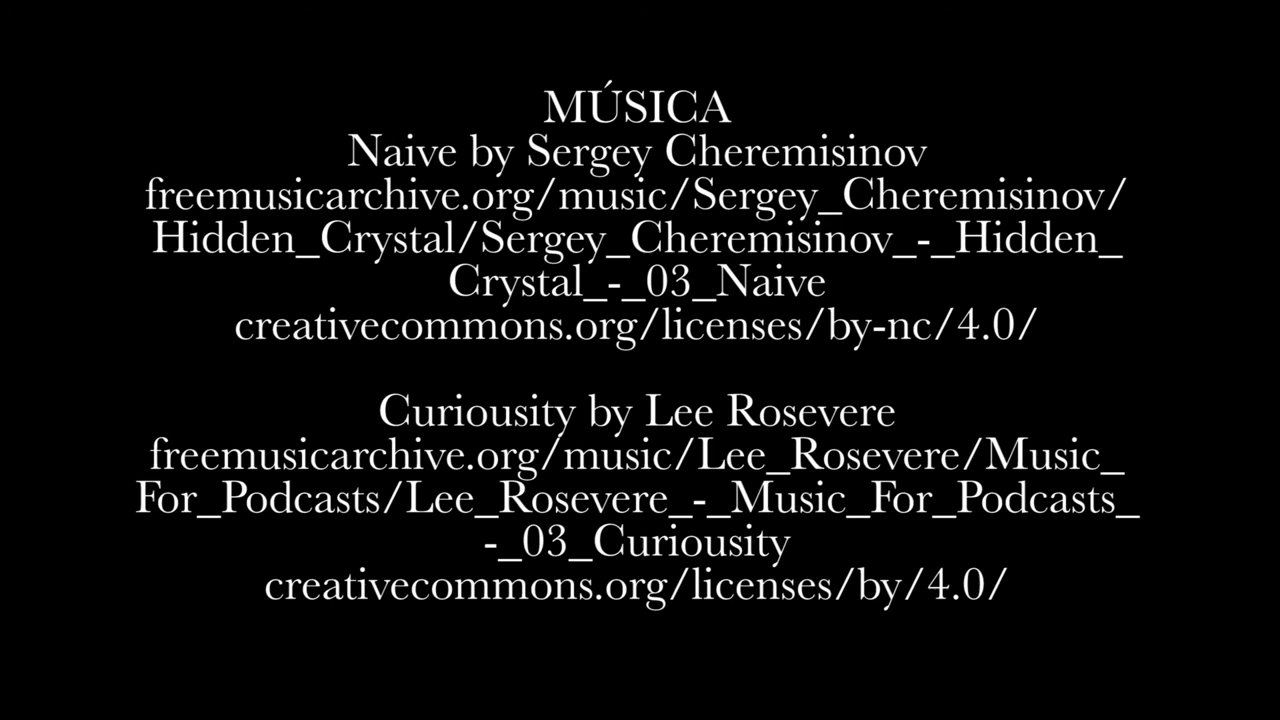 MÚSICA
Naive by Sergey Cheremisinov
freemusicarchive.org/music/Sergey_Cheremisinov/
Hidden_Crystal/Sergey_Cheremisinov_-_Hidden_
Crystal_-_03_Naive
creativecommons.org/licenses/by-nc/4.0/
Curiousity by Lee Rosevere
freemusicarchive.org/music/Lee_Rosevere/Music_
For_Podcasts/Lee_Rosevere_-_Music_For_Podcasts_
-_03_Curiousity
creativecommons.org/licenses/by/4.0/